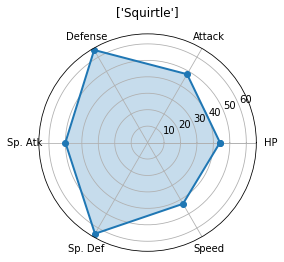 ['Squirtle']
Defense
Attack
60
50
40
30
20
10
Sp. Atk
HP
Sp. Def
Speed